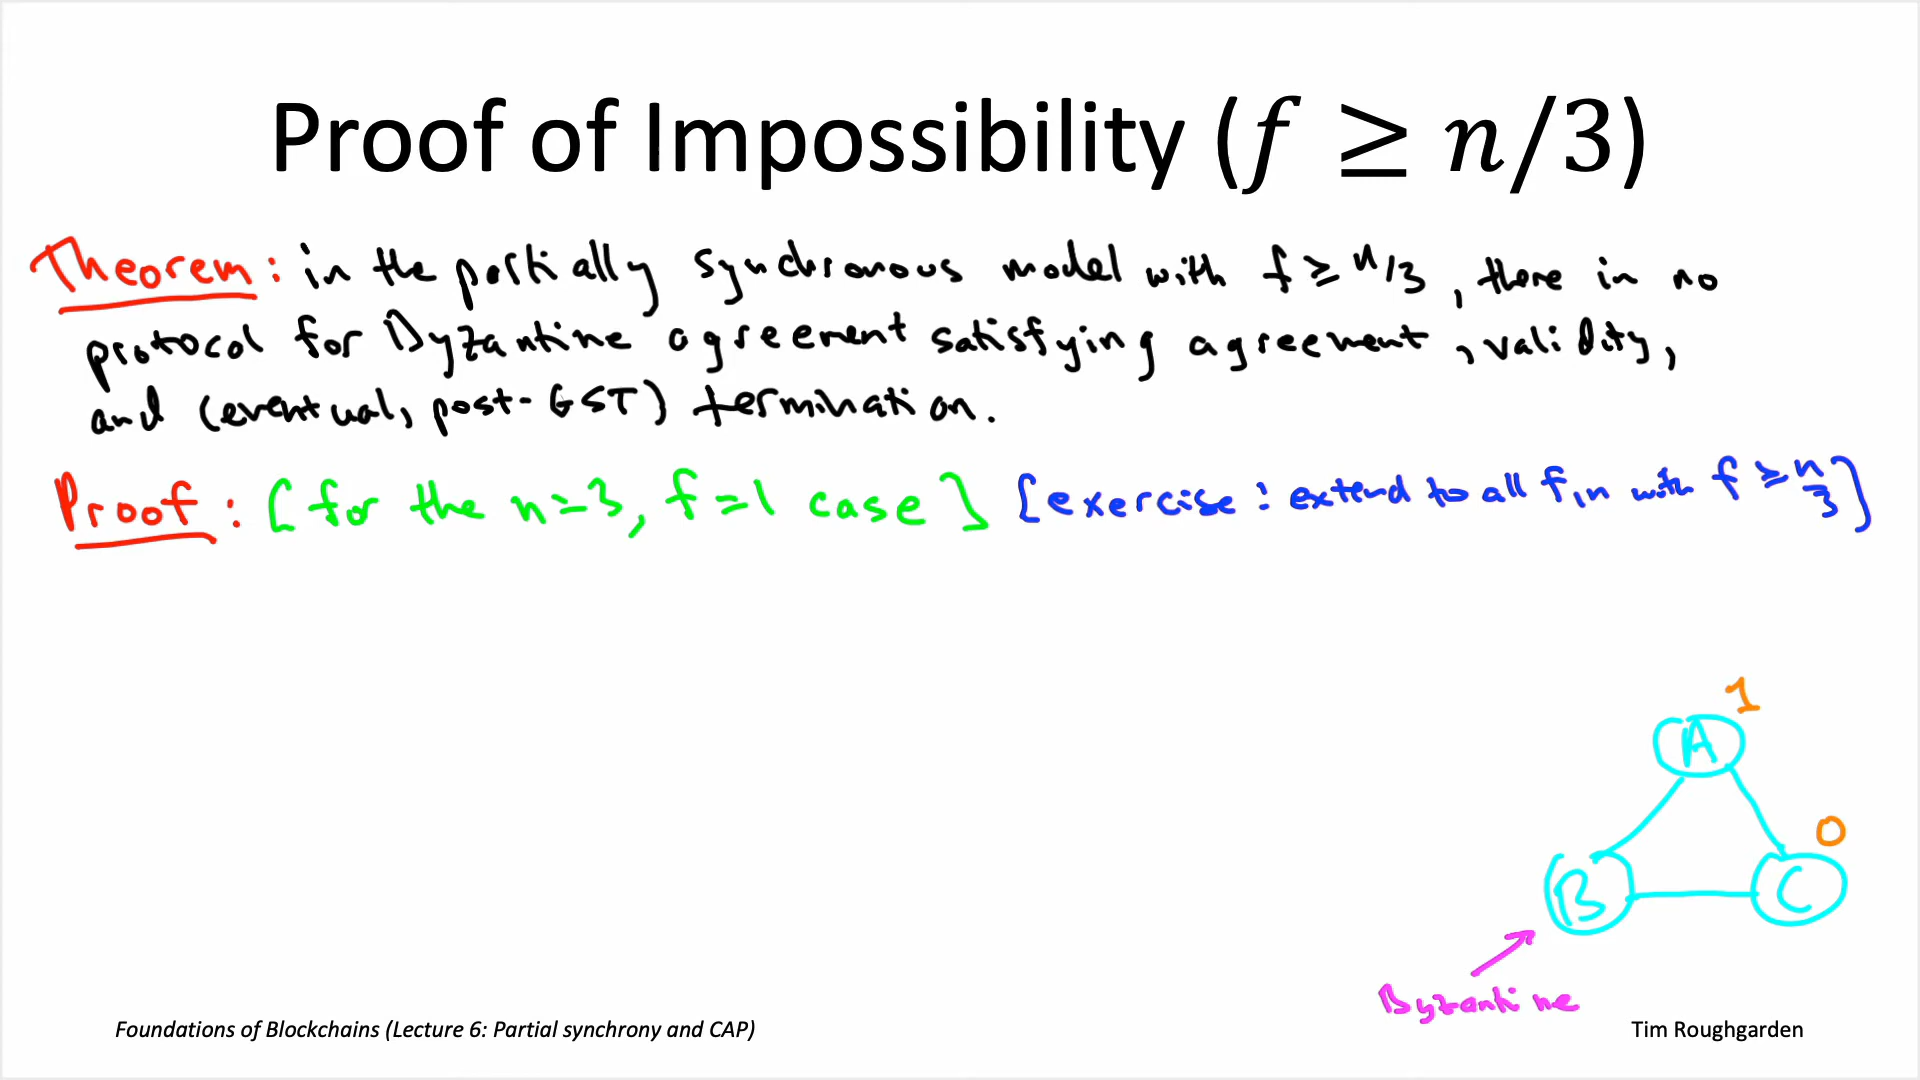 Proof of Impossibility (f ≥ n/3)
Theorem: in the partially synchronous model with f ≥ n/3, there is no
protocol for Byzantine agreement satisfying agreement, validity,
and (eventual, post-GST) termination.
Proof: [for the n=3, f=1 case] [exercise: extend to all f,n with f ≥ n/3]
1
A
0
B
C
Byzantine
Foundations of Blockchains (Lecture 6: Partial synchrony and CAP)
Tim Roughgarden